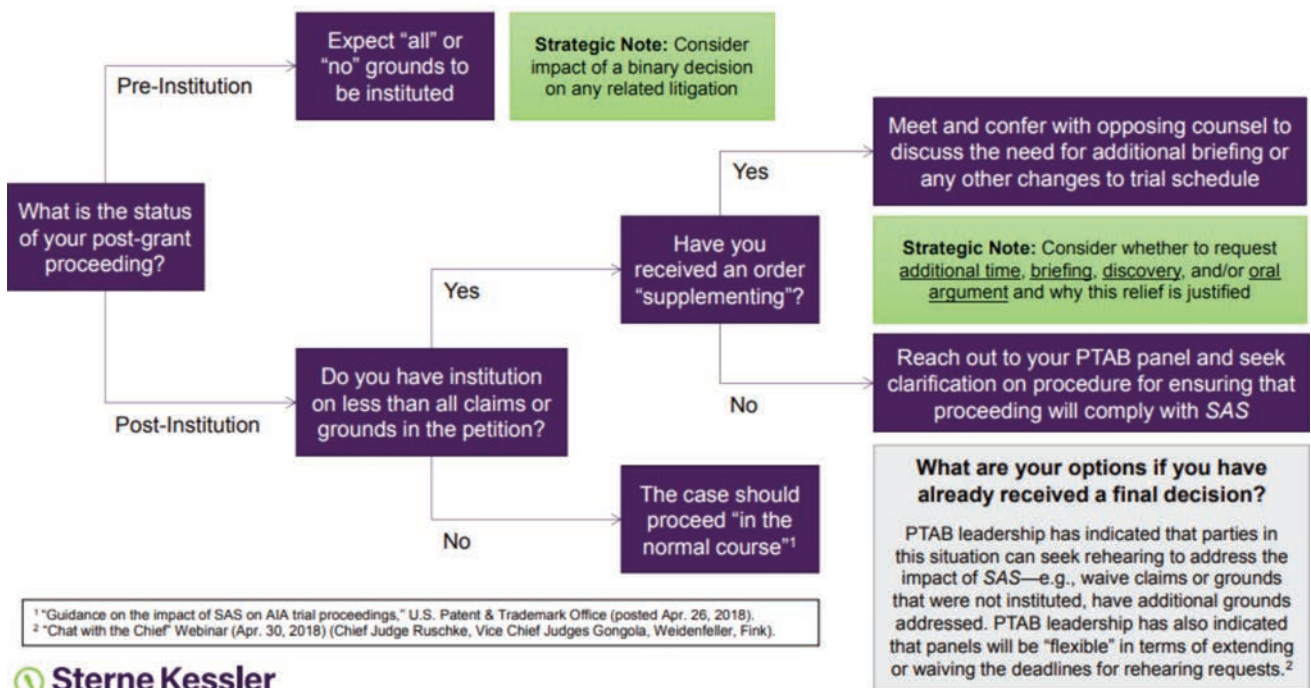 Expect “all” or
“no” grounds to
be instituted
Strategic Note: Consider
impact of a binary decision
on any related litigation
Pre-Institution
What is the status
of your post-grant
proceeding?
Post-Institution
Do you have institution
on less than all claims or
grounds in the petition?
Yes
No
Have you
received an order
“supplementing”?
The case should
proceed “in the
normal course”1
Yes
No
Meet and confer with opposing counsel to
discuss the need for additional briefing or
any other changes to trial schedule
Strategic Note: Consider whether to request
additional time, briefing, discovery, and/or oral
argument and why this relief is justified
Reach out to your PTAB panel and seek
clarification on procedure for ensuring that
proceeding will comply with SAS
What are your options if you have
already received a final decision?
PTAB leadership has indicated that parties in
this situation can seek rehearing to address the
impact of SAS—e.g., waive claims or grounds
that were not instituted, have additional grounds
addressed. PTAB leadership has also indicated
that panels will be “flexible” in terms of extending
or waiving the deadlines for rehearing requests.2
1 “Guidance on the impact of SAS on AIA trial proceedings,” U.S. Patent & Trademark Office (posted Apr. 26, 2018).
2 “Chat with the Chief” Webinar (Apr. 30, 2018) (Chief Judge Ruschke, Vice Chief Judges Gongola, Weidenfeller, Fink).
Sterne Kessler